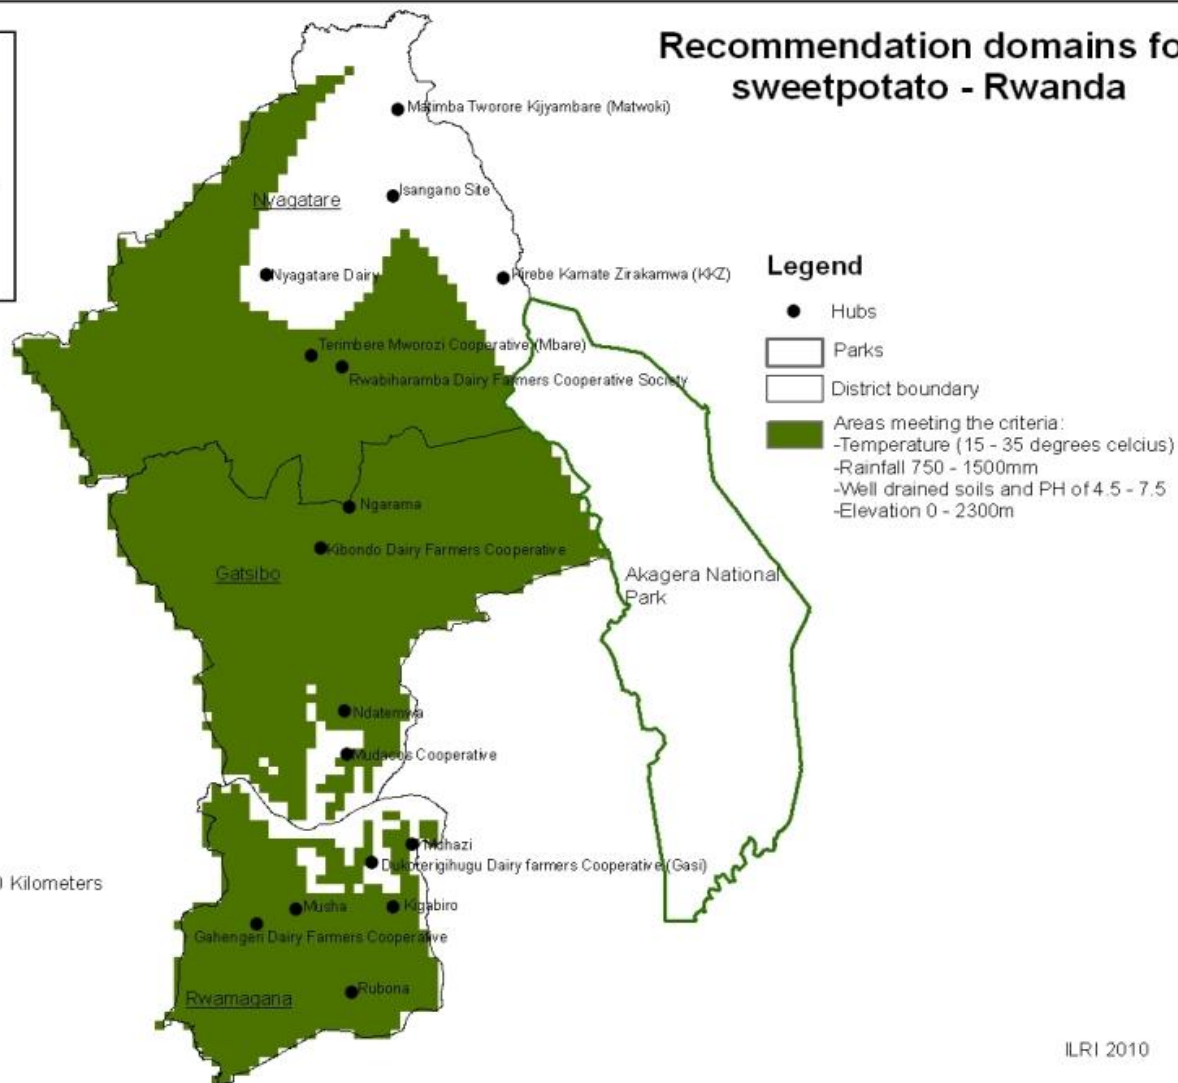 Recommendation domains fo
sweetpotato - Rwanda
Matimba Tworore Kijyambare (Matwoki)
Isangano Site
Nyagatare
Nyagatare Dairy
Kirebe Kamate Zirakamwa (KKZ)
Legend
Hubs
Parks
District boundary
Areas meeting the criteria:
-Temperature (15 - 35 degrees celcius)
-Rainfall 750 - 1500mm
-Well drained soils and PH of 4.5 - 7.5
-Elevation 0 - 2300m
Terimbere Mworozi Cooperative (Mbare)
Rwabiharamba Dairy Farmers Cooperative Society
Ngarama
Kibondo Dairy Farmers Cooperative
Gatsibo
Akagera National
Park
Ndatemwa
Mudacos Cooperative
Muhazi
Dukoterigihugu Dairy farmers Cooperative (Gasi)
0 Kilometers
Musha
Kigabiro
Gahengeri Dairy Farmers Cooperative
Rubona
Rwamagana
ILRI 2010